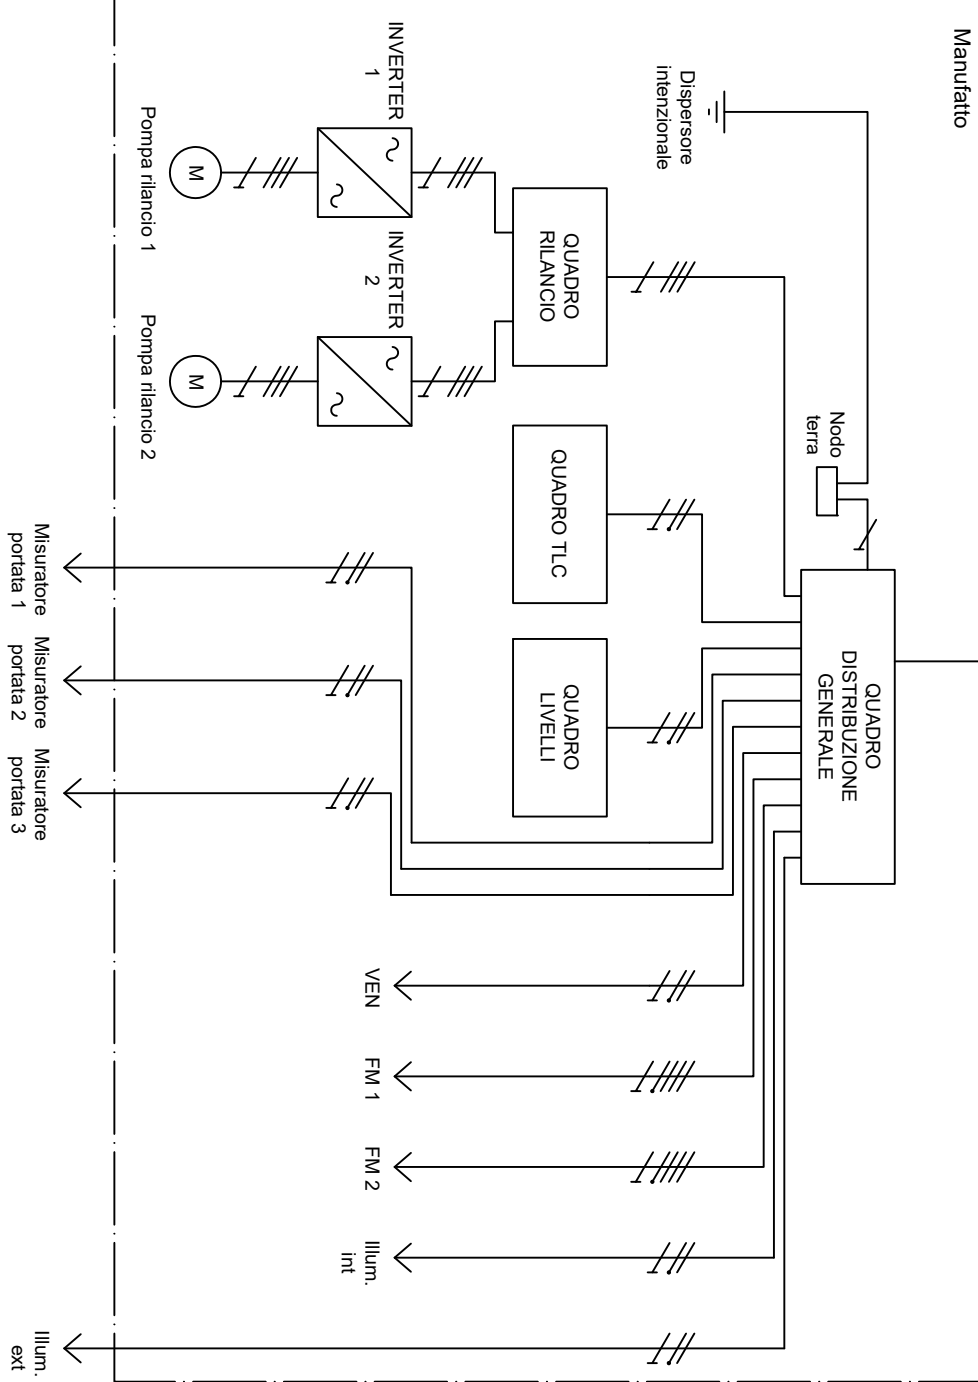 Manufatto
Dispersore
intenzionale
Nodo
terra
QUADRO
DISTRIBUZIONE
GENERALE
QUADRO
RILANCIO
QUADRO TLC
QUADRO
LIVELLI
INVERTER
1
INVERTER
2
M
Pompa rilancio 1
M
Pompa rilancio 2
VEN
FM 1
FM 2
Illum.
int
Misuratore
portata 1
Misuratore
portata 2
Misuratore
portata 3
Illum.
ext